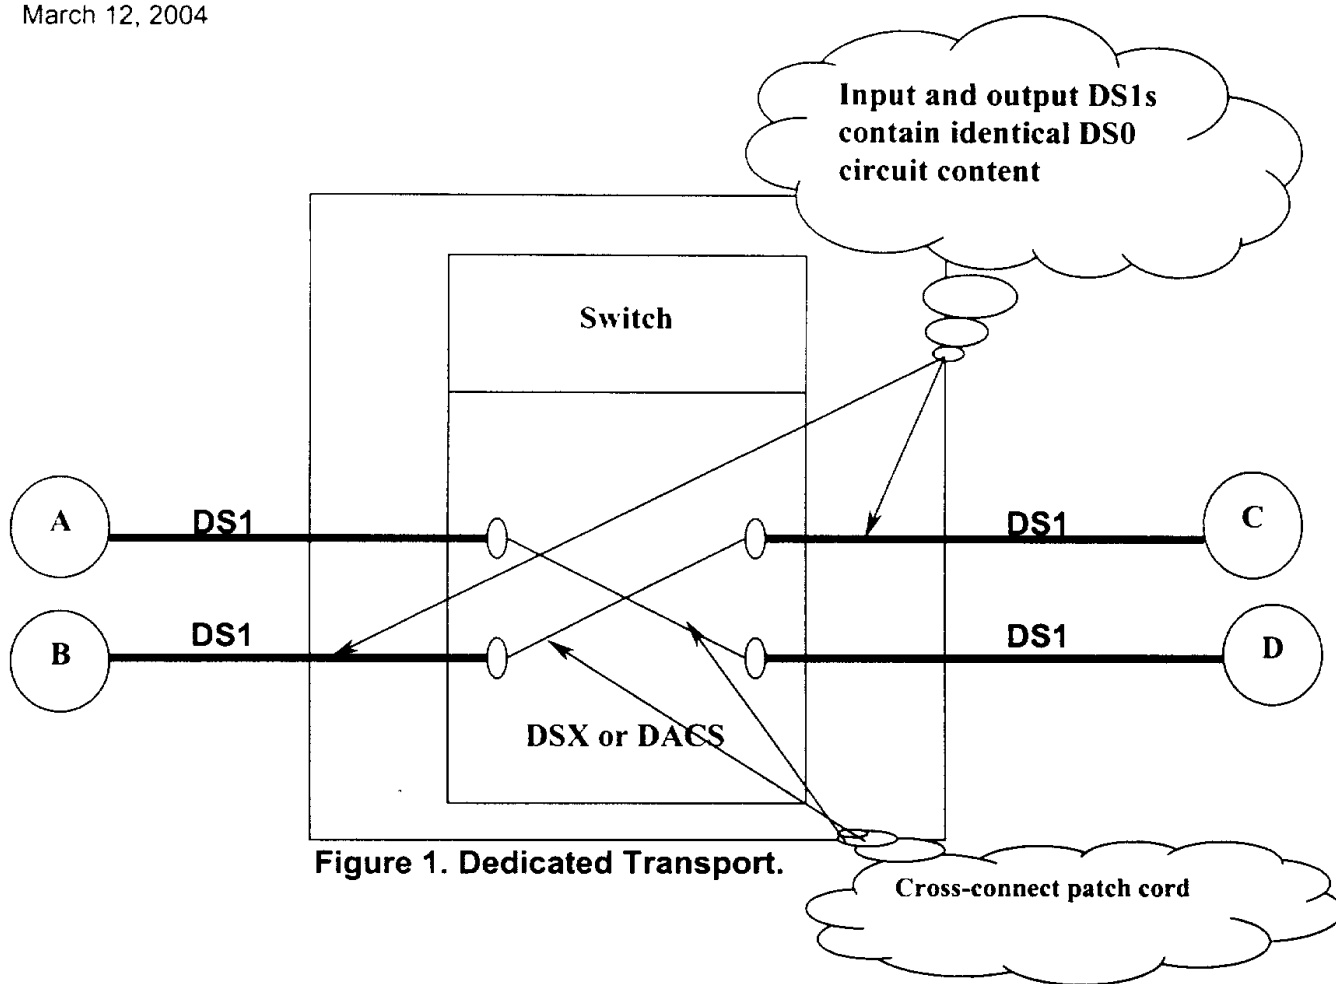 March 12, 2004
Input and output DS1s
contain identical DS0
circuit content
Switch
A
DS1
DS1
C
B
DS1
DS1
D
DSX or DACS
Figure 1. Dedicated Transport.
Cross-connect patch cord